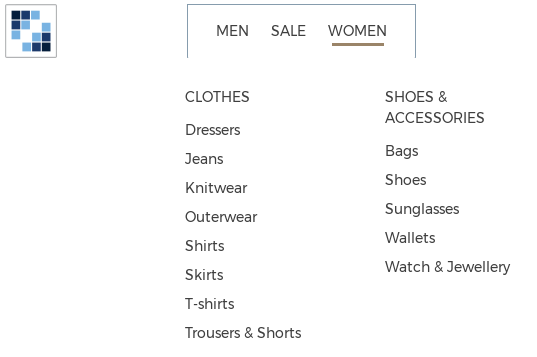 MEN SALE WOMEN
CLOTHES
Dressers
Jeans
Knitwear
Outerwear
Shirts
Skirts
T-shirts
Trousers & Shorts
SHOES &
ACCESSORIES
Bags
Shoes
Sunglasses
Wallets
Watch & Jewellery